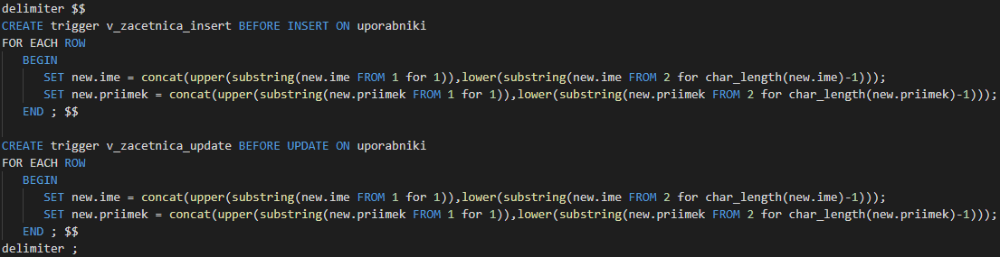 delimiter $$
CREATE trigger v_zacetnica_insert BEFORE INSERT ON uporabniki
FOR EACH ROW
BEGIN
SET new.ime = concat(upper(substring(new.ime FROM 1 for 1)),lower(substring(new.ime FROM 2 for char_length(new.ime)-1)));
SET new.priimek = concat(upper(substring(new.priimek FROM 1 for 1)),lower(substring(new.priimek FROM 2 for char_length(new.priimek)-1)));
END ; $$
CREATE trigger v_zacetnica_update BEFORE UPDATE ON uporabniki
FOR EACH ROW
BEGIN
SET new.ime = concat(upper(substring(new.ime FROM 1 for 1)),lower(substring(new.ime FROM 2 for char_length(new.ime)-1)));
SET new.priimek = concat(upper(substring(new.priimek FROM 1 for 1)),lower(substring(new.priimek FROM 2 for char_length(new.priimek)-1)));
END ; $$
delimiter ;